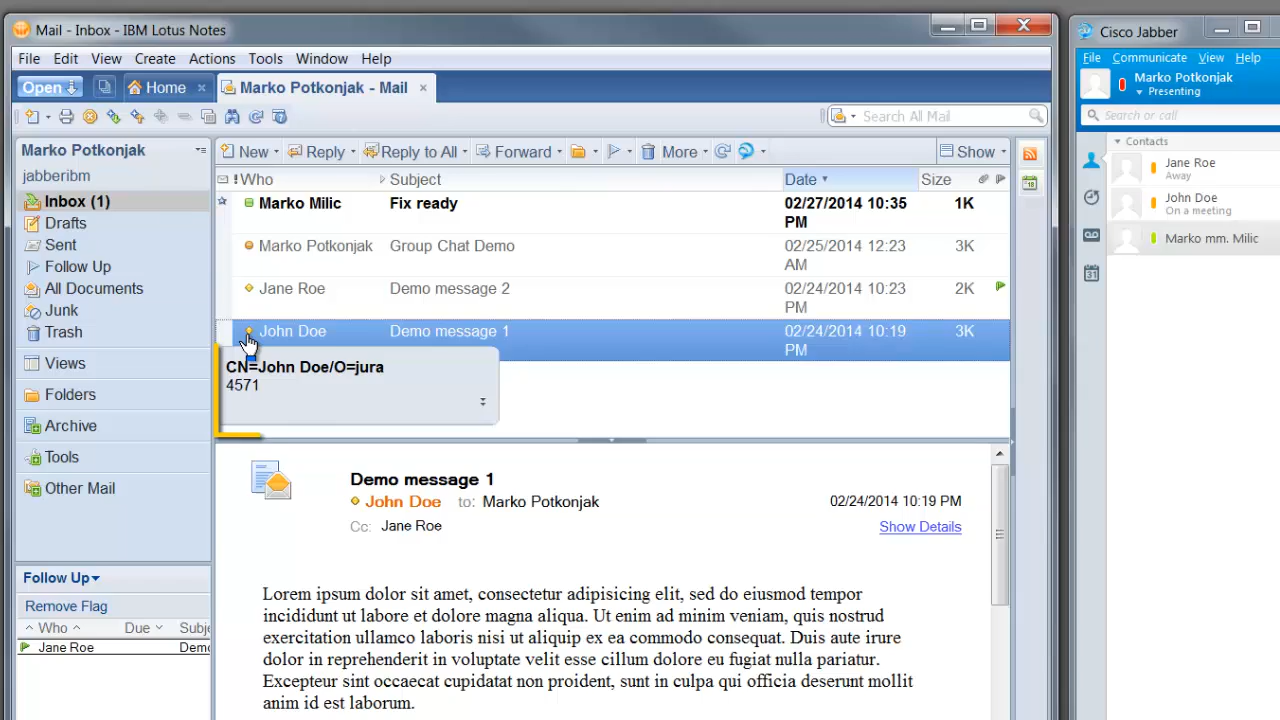 Mail - Inbox - IBM Lotus Notes
File Edit View Create Actions Tools Window Help
Open Home Marko Potkonjak - Mail
Search All Mail
Marko Potkonjak
jabberibm
Inbox (1)
Drafts
Sent
Follow Up
All Documents
Junk
Trash
Views
Folders
Archive
Tools
Other Mail
Follow Up
Remove Flag
Who Due Subje
Jane Roe Demo
New Reply Reply to All Forward More Show
! Who Subject Date Size
Marko Milic Fix ready 02/27/2014 10:35 1K
PM
Marko Potkonjak Group Chat Demo 02/25/2014 12:23 3K
AM
Jane Roe Demo message 2 02/24/2014 10:23 2K
PM
John Doe Demo message 1 02/24/2014 10:19 3K
PM
CN=John Doe/O=jura
4571
Demo message 1
John Doe to: Marko Potkonjak 02/24/2014 10:19 PM
Cc: Jane Roe Show Details
Lorem ipsum dolor sit amet, consectetur adipisicing elit, sed do eiusmod tempor
incididunt ut labore et dolore magna aliqua. Ut enim ad minim veniam, quis nostrud
exercitation ullamco laboris nisi ut aliquip ex ea commodo consequat. Duis aute irure
dolor in reprehenderit in voluptate velit esse cillum dolore eu fugiat nulla pariatur.
Excepteur sint occaecat cupidatat non proident, sunt in culpa qui officia deserunt mollit
anim id est laborum.
Cisco Jabber
File Communicate View Help
Marko Potkonjak
Presenting
Search or call
Contacts
Jane Roe
Away
John Doe
On a meeting
Marko mm. Milic